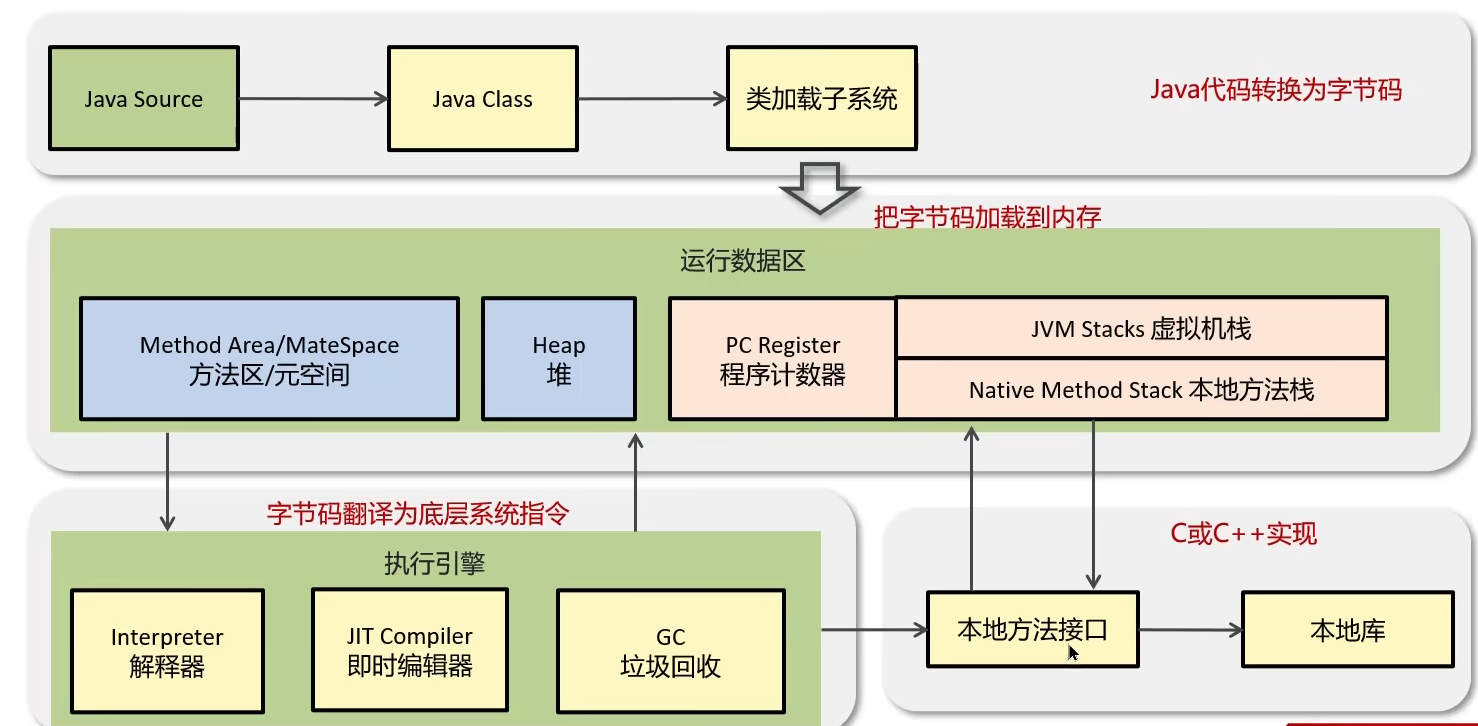 Java Source
Java Class
类加载子系统
Java代码转换为字节码
把字节码加载到内存
运行数据区
Method Area/MateSpace
方法区/元空间
Heap
堆
PC Register
程序计数器
JVM Stacks 虚拟机栈
Native Method Stack 本地方法栈
字节码翻译为底层系统指令
执行引擎
Interpreter
解释器
JIT Compiler
即时编辑器
GC
垃圾回收
C或C++实现
本地方法接口
本地库